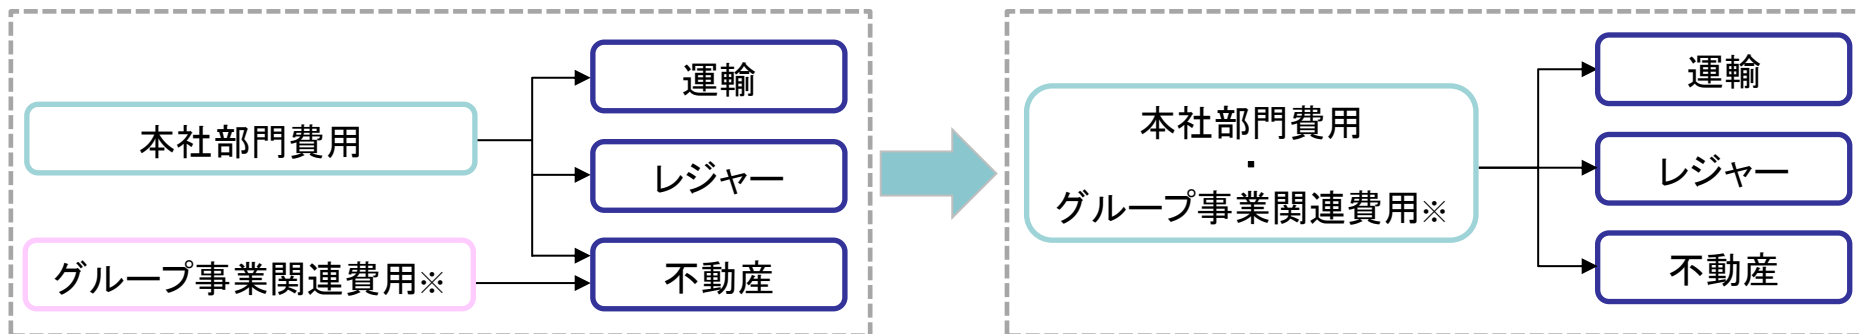 運輸
本社部門費用
レジャー
グループ事業関連費用※
不動産
本社部門費用
・
グループ事業関連費用※
運輸
レジャー
不動産